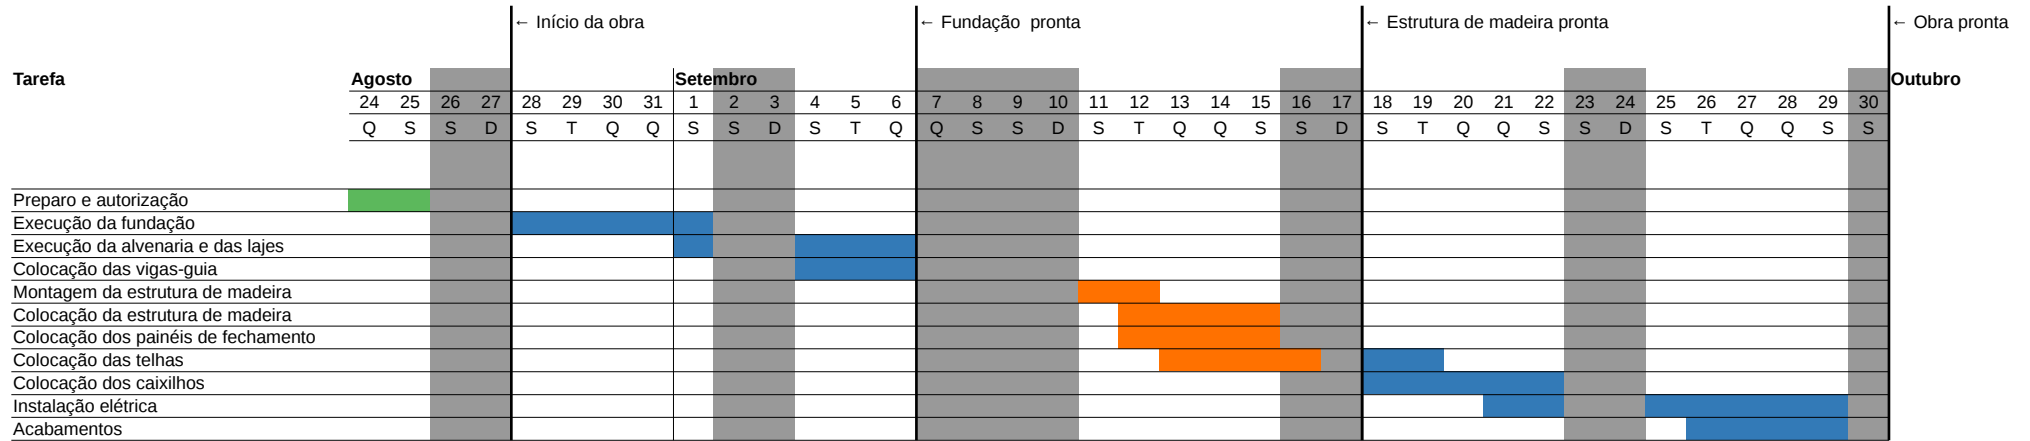 ← Início da obra ← Fundação pronta ← Estrutura de madeira pronta ← Obra pronta
Tarefa Agosto Setembro Outubro
24 25 26 27 28 29 30 31 1 2 3 4 5 6 7 8 9 10 11 12 13 14 15 16 17 18 19 20 21 22 23 24 25 26 27 28 29 30
Q S S D S T Q Q S S D S T Q Q S S D S T Q Q S S D S T Q Q S S D S T Q Q S S
Preparo e autorização
Execução da fundação
Execução da alvenaria e das lajes
Colocação das vigas-guia
Montagem da estrutura de madeira
Colocação da estrutura de madeira
Colocação dos painéis de fechamento
Colocação das telhas
Colocação dos caixilhos
Instalação elétrica
Acabamentos